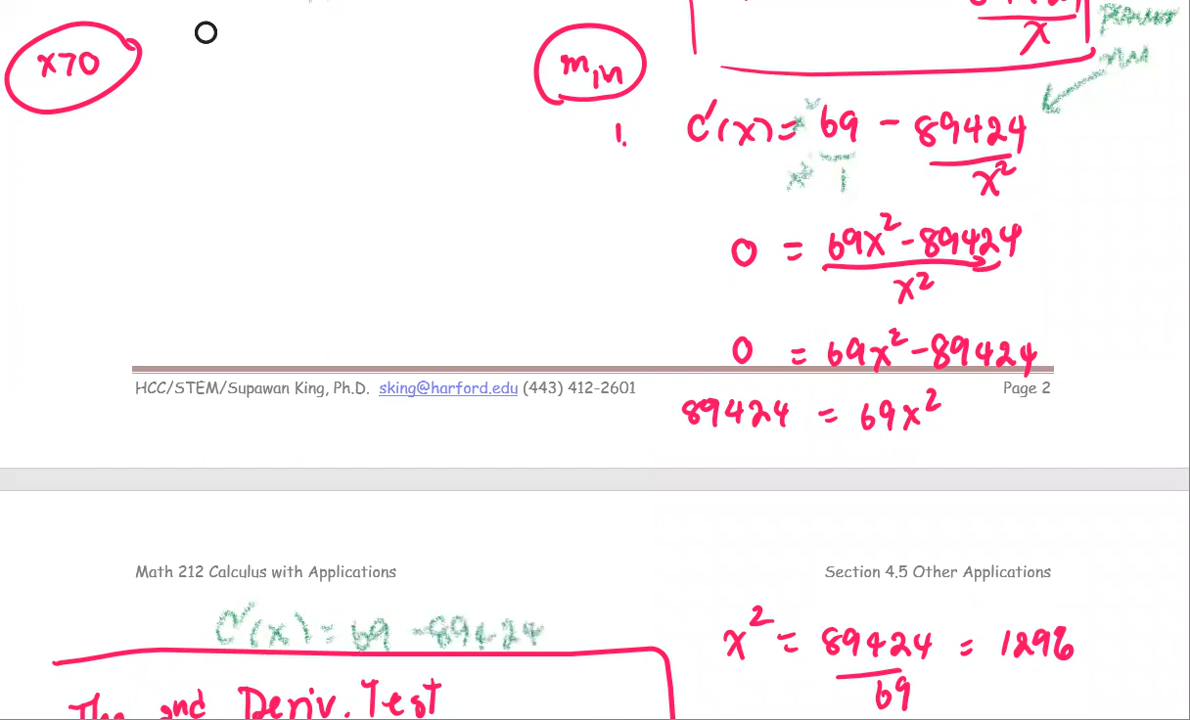 x>0
O
min
x
1. C'(x) = 69 - 89424/x²
0 = 69x² - 89424/x²
0 = 69x² - 89424
HCC/STEM/Supawan King, Ph.D. sking@harford.edu (443) 412-2601 Page 2
89424 = 69x²
Math 212 Calculus with Applications Section 4.5 Other Applications
C'(x) = 69 - 89424
x² = 89424/69 = 1296
The 2nd Deriv. Test